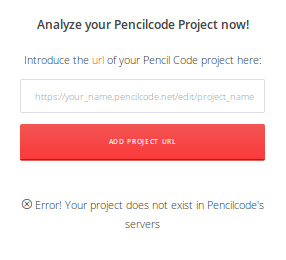 Analyze your Pencilcode Project now!
Introduce the url of your Pencil Code project here:
https://your_name.pencilcode.net/edit/project_name
ADD PROJECT URL
Error! Your project does not exist in Pencilcode's
servers